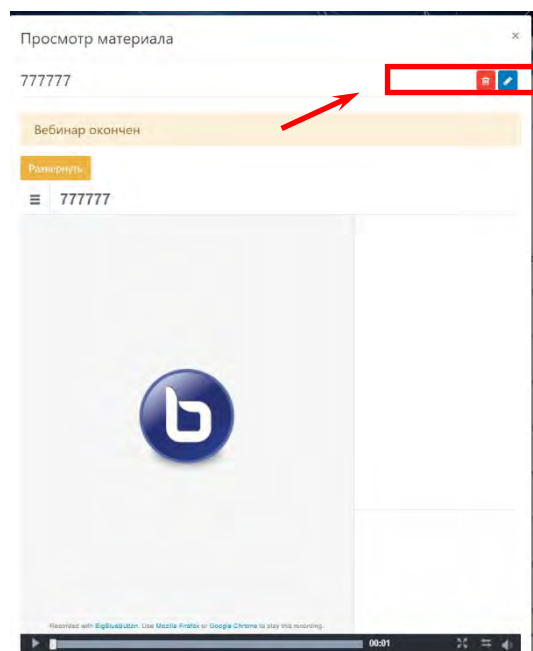 Просмотр материала
×
777777
Вебинар окончен
Развернуть
777777
b
Recorded with BigBlueButton. Use Mozilla Firefox or Google Chrome to play this recording.
00:01